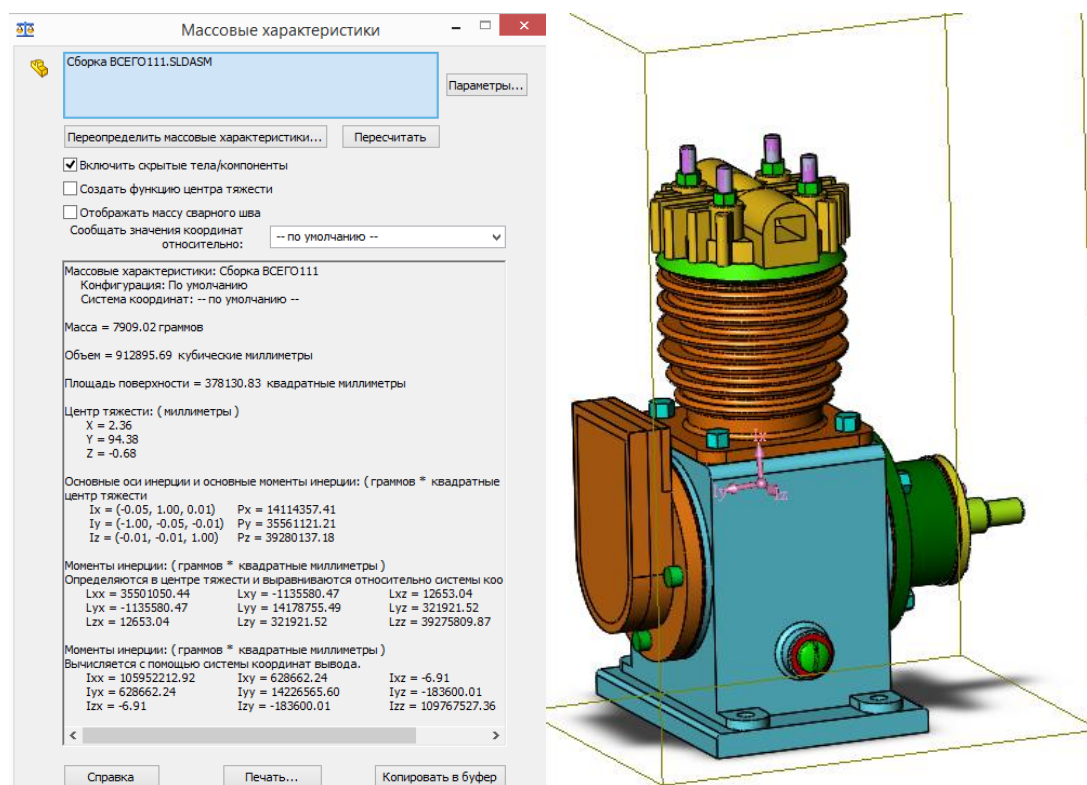 Массовые характеристики
Сборка ВСЕГО111.SLDASM
Параметры...
Переопределить массовые характеристики... Пересчитать
Включить скрытые тела/компоненты
Создать функцию центра тяжести
Отображать массу сварного шва
Сообщать значения координат
относительно: -- по умолчанию --
Массовые характеристики: Сборка ВСЕГО111
Конфигурация: По умолчанию
Система координат: -- по умолчанию --
Масса = 7909.02 граммов
Объем = 912895.69 кубические миллиметры
Площадь поверхности = 378130.83 квадратные миллиметры
Центр тяжести: ( миллиметры )
X = 2.36
Y = 94.38
Z = -0.68
Основные оси инерции и основные моменты инерции: ( граммов * квадратные
центр тяжести
Ix = (-0.05, 1.00, 0.01) Px = 14114357.41
Iy = (-1.00, -0.05, -0.01) Py = 35561121.21
Iz = (-0.01, -0.01, 1.00) Pz = 39280137.18
Моменты инерции: ( граммов * квадратные миллиметры )
Определяются в центре тяжести и выравниваются относительно системы коо
Lxx = 35501050.44 Lxy = -1135580.47 Lxz = 12653.04
Lyx = -1135580.47 Lyy = 14178755.49 Lyz = 321921.52
Lzx = 12653.04 Lzy = 321921.52 Lzz = 39275809.87
Моменты инерции: ( граммов * квадратные миллиметры )
Вычисляется с помощью системы координат вывода.
Ixx = 105952212.92 Ixy = 628662.24 Ixz = -6.91
Iyx = 628662.24 Iyy = 14226565.60 Iyz = -183600.01
Izx = -6.91 Izy = -183600.01 Izz = 109767527.36
Справка Печать... Копировать в буфер
Ix
Iy
Iz